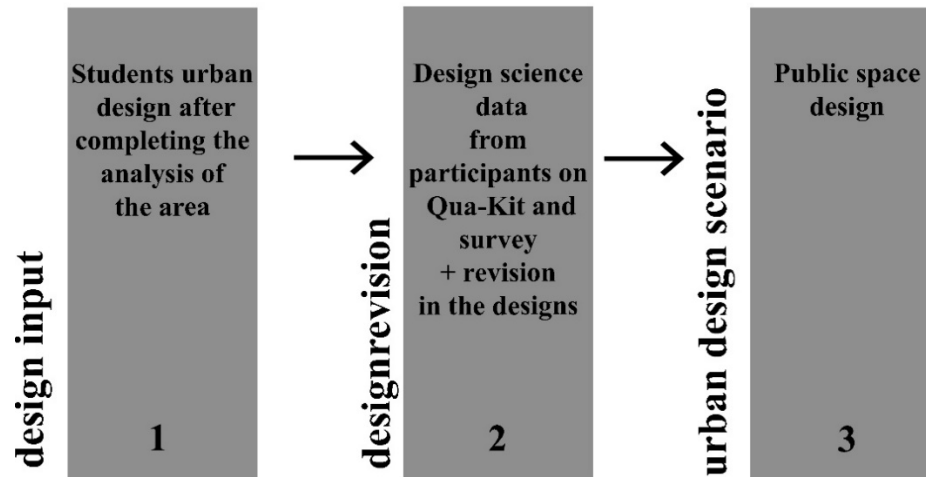 design input
Students urban
design after
completing the
analysis of
the area
1
designrevision
Design science
data
from
participants on
Qua-Kit and
survey
+ revision
in the designs
2
urban design scenario
Public space
design
3